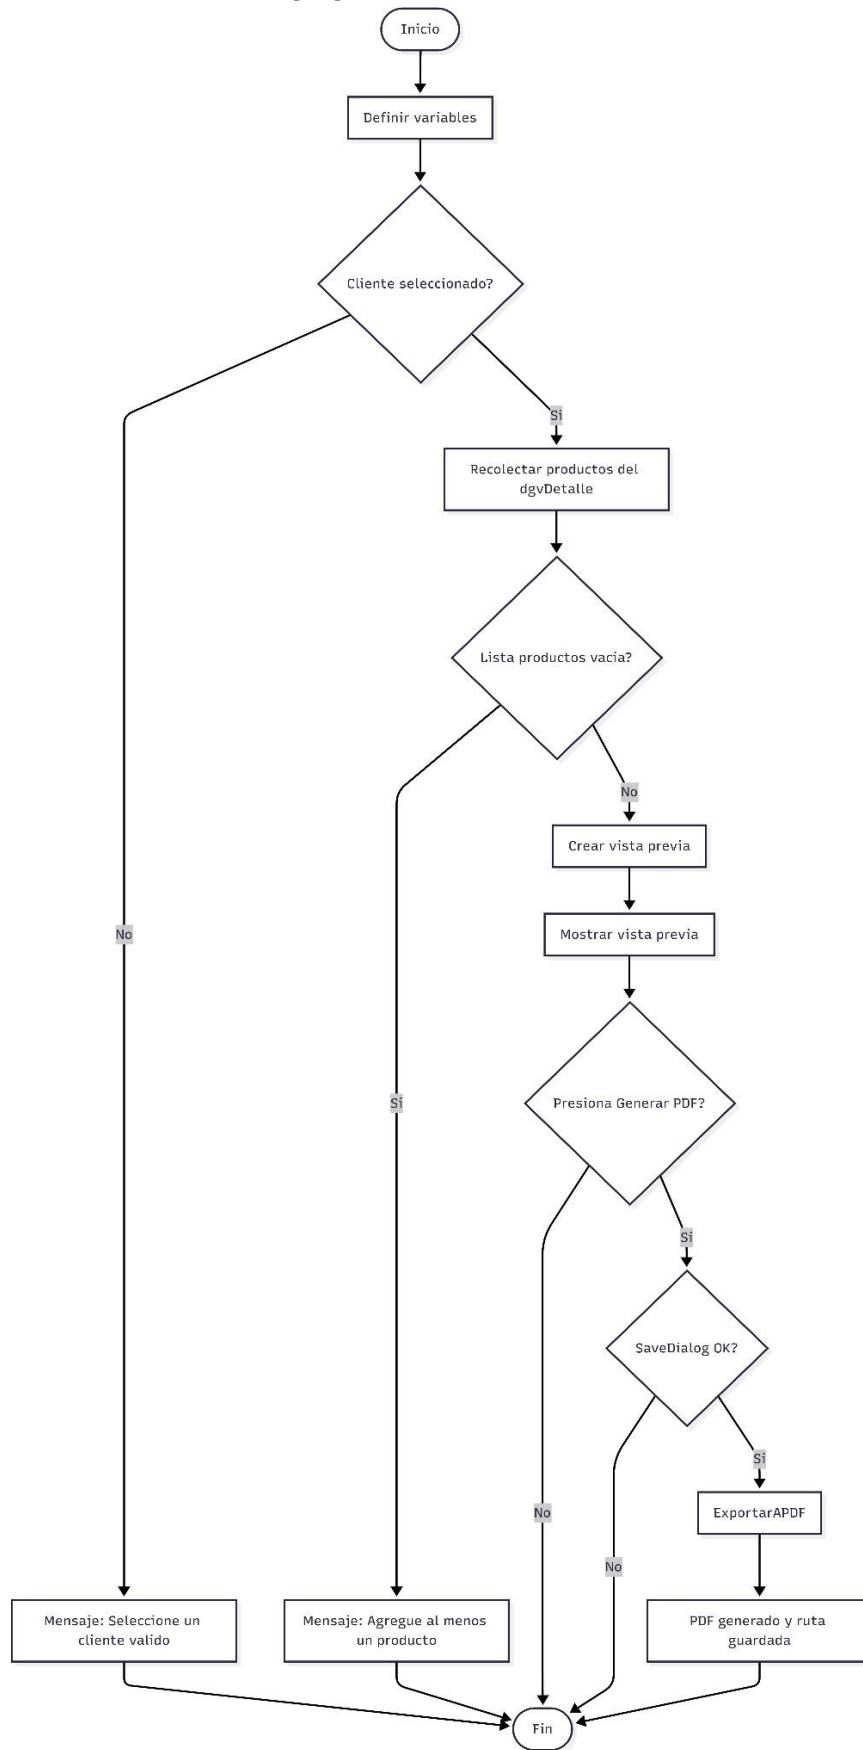 Inicio
Definir variables
Cliente seleccionado?
Si
Recolectar productos del
dgvDetalle
Lista productos vacia?
No
Crear vista previa
No
Mostrar vista previa
Si
Presiona Generar PDF?
Si
SaveDialog OK?
Si
No
ExportarAPDF
No
Mensaje: Seleccione un
cliente valido
Mensaje: Agregue al menos
un producto
PDF generado y ruta
guardada
Fin